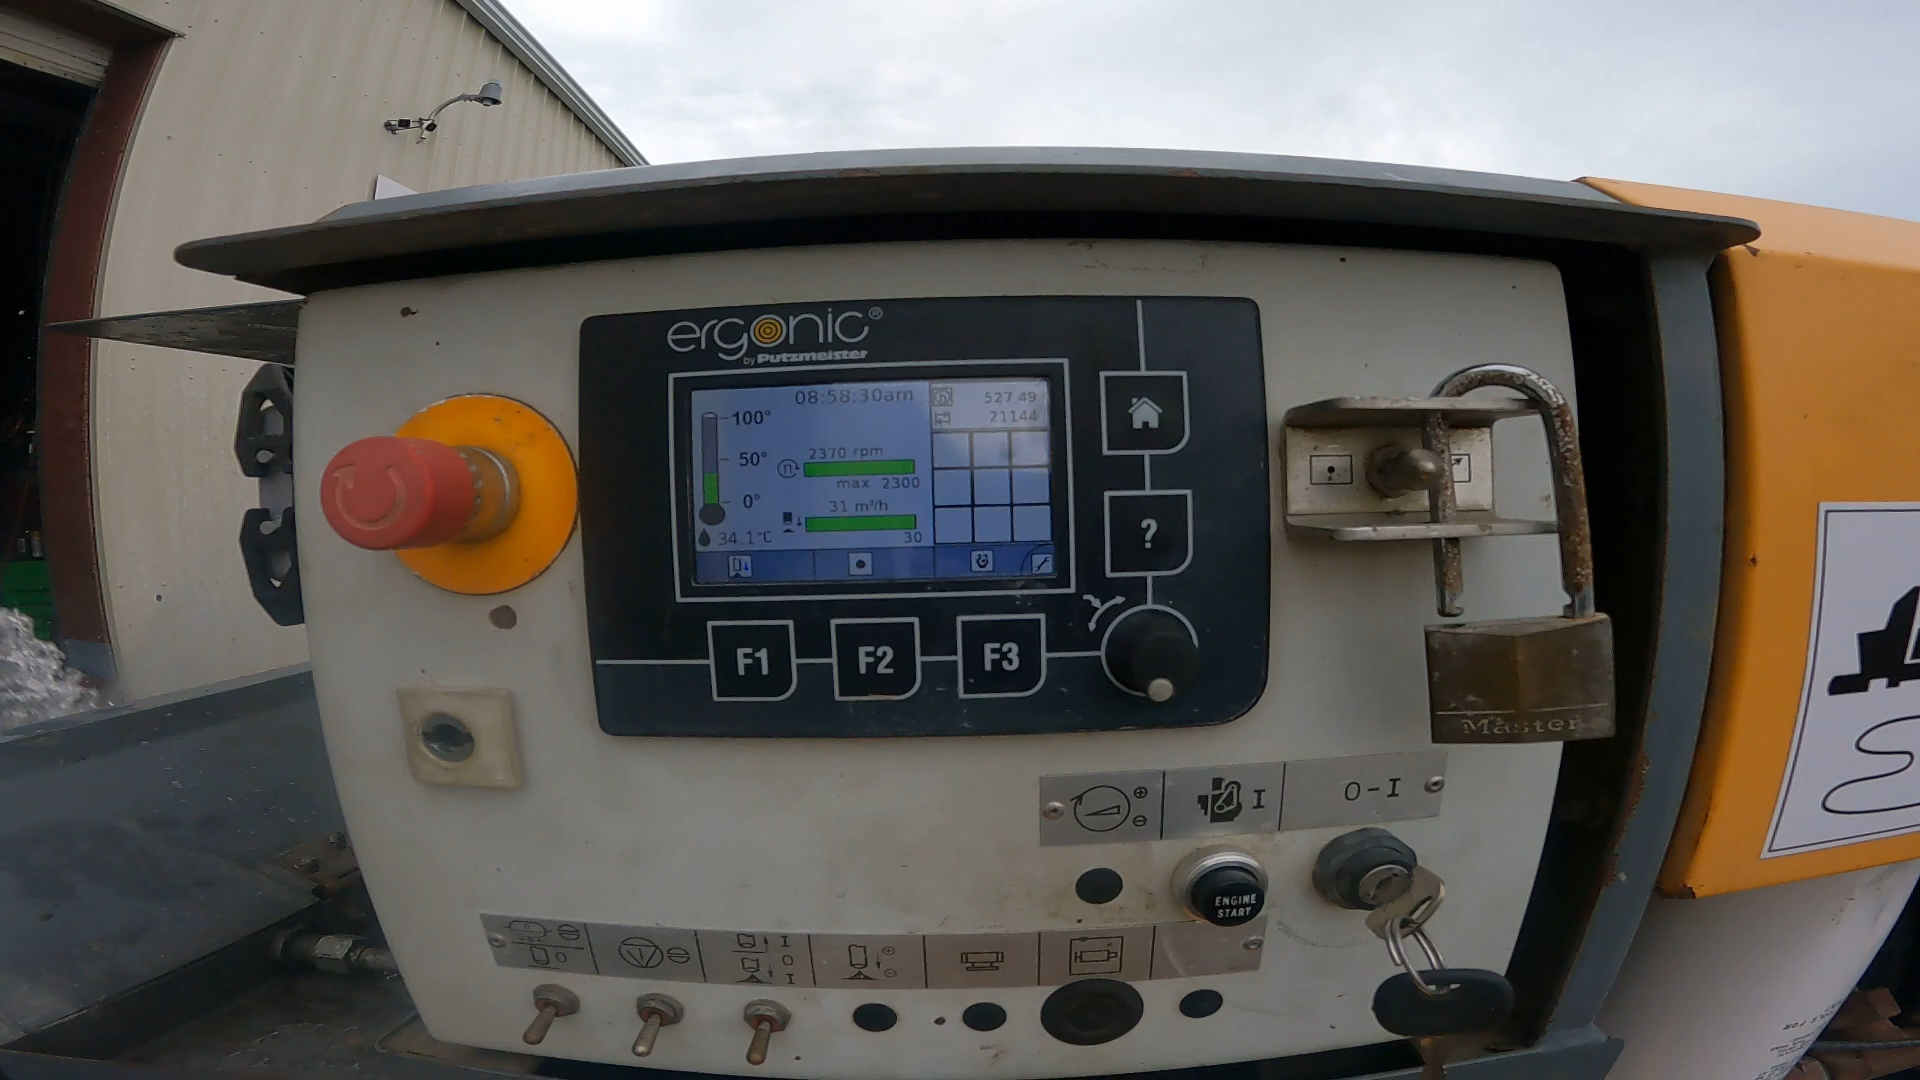 ergonic®
by Putzmeister
08:58:30am
527.49
21144
100°
50°
0°
34.1°C
2370 rpm
n
max 2300
31 m³/h
30
?
F1
F2
F3
Master
I
O-I
ENGINE
START
O
I
O
I